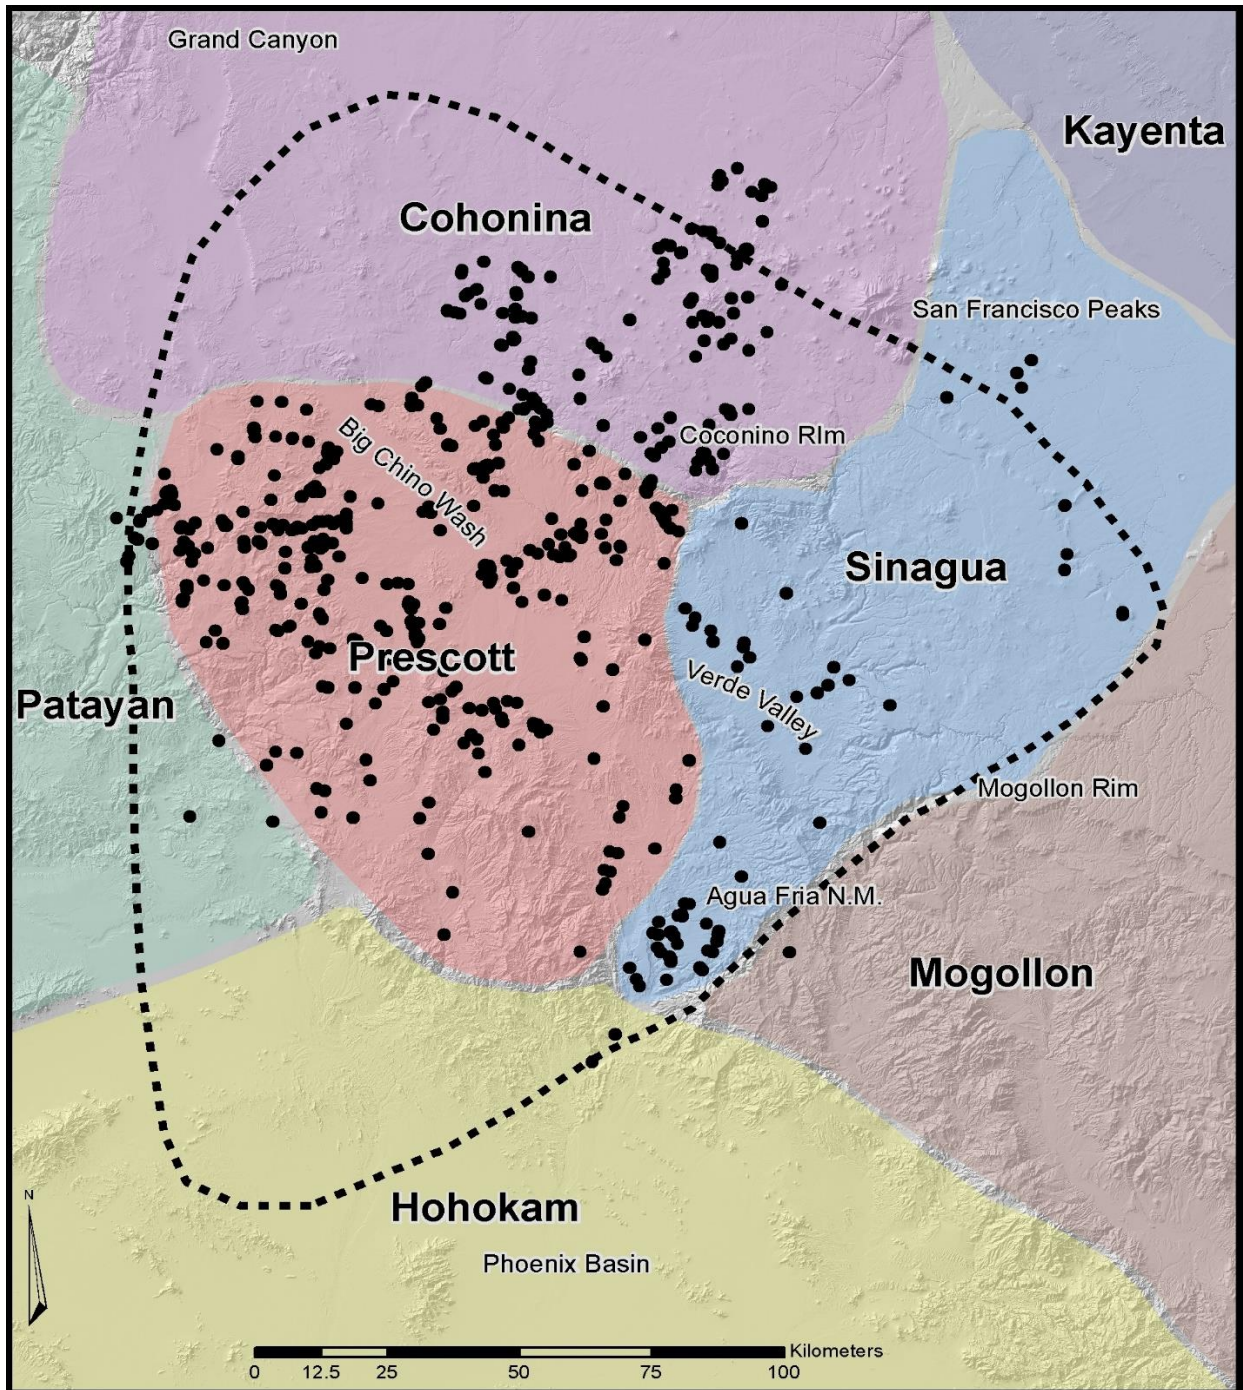 Grand Canyon
Kayenta
Cohonina
San Francisco Peaks
Big Chino Wash
Coconino RIm
Sinagua
Prescott
Verde Valley
Patayan
Mogollon Rim
Agua Fria N.M.
Mogollon
N
Hohokam
Phoenix Basin
Kilometers
0 12.5 25 50 75 100